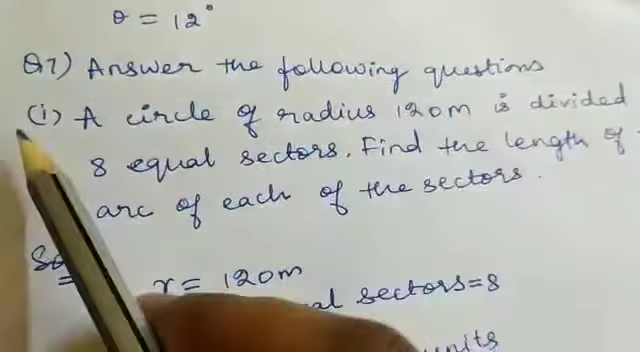 θ = 12°
Q7) Answer the following questions
(i) A circle of radius 120m is divided
8 equal sectors. Find the length of
arc of each of the sectors.
r = 120m
sectors=8
units